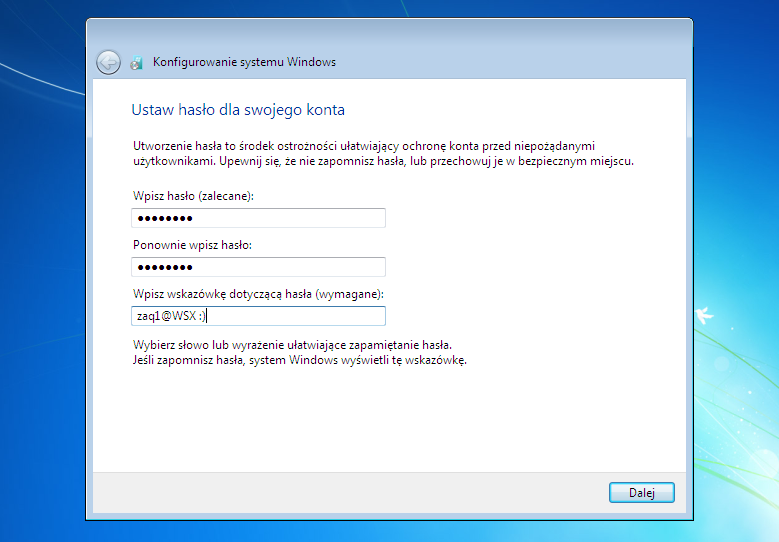 Konfigurowanie systemu Windows
Ustaw hasło dla swojego konta
Utworzenie hasła to środek ostrożności ułatwiający ochronę konta przed niepożądanymi
użytkownikami. Upewnij się, że nie zapomnisz hasła, lub przechowuj je w bezpiecznym miejscu.
Wpisz hasło (zalecane):
●●●●●●●●
Ponownie wpisz hasło:
●●●●●●●●
Wpisz wskazówkę dotyczącą hasła (wymagane):
zaq1@WSX :)
Wybierz słowo lub wyrażenie ułatwiające zapamiętanie hasła.
Jeśli zapomnisz hasła, system Windows wyświetli tę wskazówkę.
Dalej